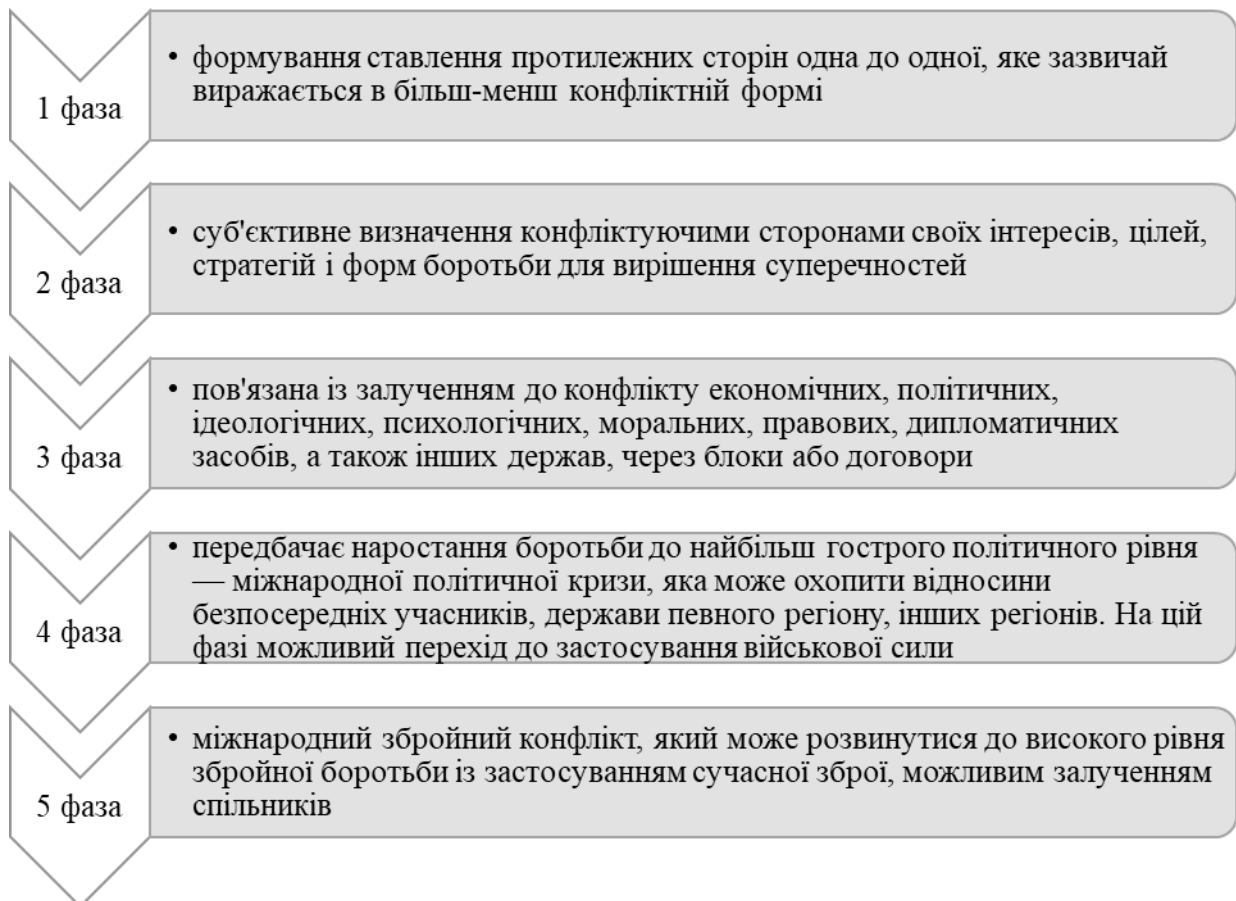 1 фаза
• формування ставлення протилежних сторін одна до одної, яке зазвичай
виражається в більш-менш конфліктній формі
2 фаза
• суб'єктивне визначення конфліктуючими сторонами своїх інтересів, цілей,
стратегій і форм боротьби для вирішення суперечностей
3 фаза
• пов'язана із залученням до конфлікту економічних, політичних,
ідеологічних, психологічних, моральних, правових, дипломатичних
засобів, а також інших держав, через блоки або договори
4 фаза
• передбачає наростання боротьби до найбільш гострого політичного рівня
— міжнародної політичної кризи, яка може охопити відносини
безпосередніх учасників, держави певного регіону, інших регіонів. На цій
фазі можливий перехід до застосування військової сили
5 фаза
• міжнародний збройний конфлікт, який може розвинутися до високого рівня
збройної боротьби із застосуванням сучасної зброї, можливим залученням
спільників